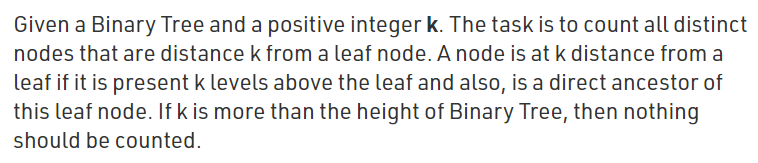 Given a Binary Tree and a positive integer k. The task is to count all distinct
nodes that are distance k from a leaf node. A node is at k distance from a
leaf if it is present k levels above the leaf and also, is a direct ancestor of
this leaf node. If k is more than the height of Binary Tree, then nothing
should be counted.